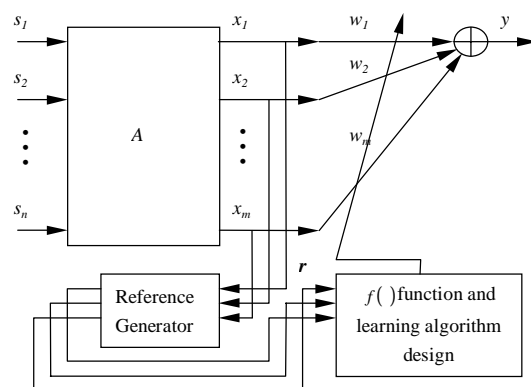 s1 x1 w1 y
s2 x2 w2
A
wm
sn xm
r
Reference
Generator
f( ) function and
learning algorithm
design